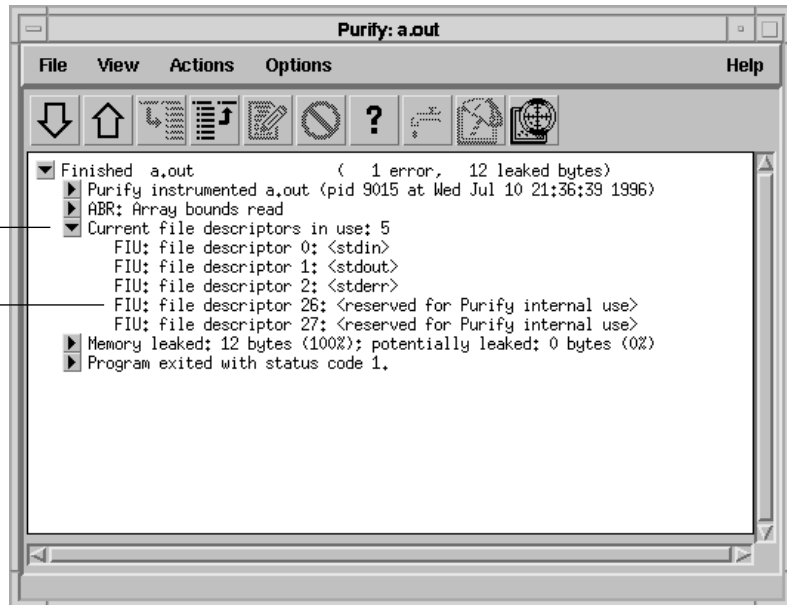 Purify: a.out
File View Actions Options Help
?
Finished a.out ( 1 error, 12 leaked bytes)
Purify instrumented a.out (pid 9015 at Wed Jul 10 21:36:39 1996)
ABR: Array bounds read
Current file descriptors in use: 5
FIU: file descriptor 0: <stdin>
FIU: file descriptor 1: <stdout>
FIU: file descriptor 2: <stderr>
FIU: file descriptor 26: <reserved for Purify internal use>
FIU: file descriptor 27: <reserved for Purify internal use>
Memory leaked: 12 bytes (100%); potentially leaked: 0 bytes (0%)
Program exited with status code 1.